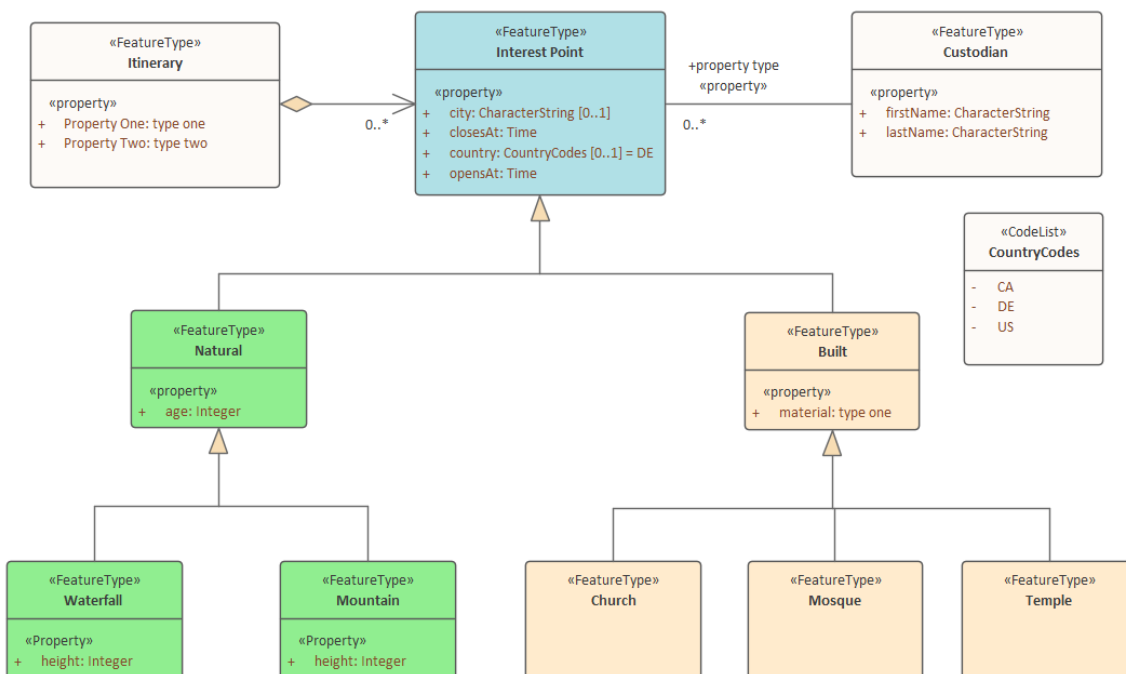 «FeatureType»
Itinerary
«property»
+ Property One: type one
+ Property Two: type two
0..*
«FeatureType»
Interest Point
«property»
+ city: CharacterString [0..1]
+ closesAt: Time
+ country: CountryCodes [0..1] = DE
+ opensAt: Time
+property type
«property»
0..*
«FeatureType»
Custodian
«property»
+ firstName: CharacterString
+ lastName: CharacterString
«CodeList»
CountryCodes
- CA
- DE
- US
«FeatureType»
Natural
«property»
+ age: Integer
«FeatureType»
Built
«property»
+ material: type one
«FeatureType»
Waterfall
«Property»
+ height: Integer
«FeatureType»
Mountain
«Property»
+ height: Integer
«FeatureType»
Church
«FeatureType»
Mosque
«FeatureType»
Temple